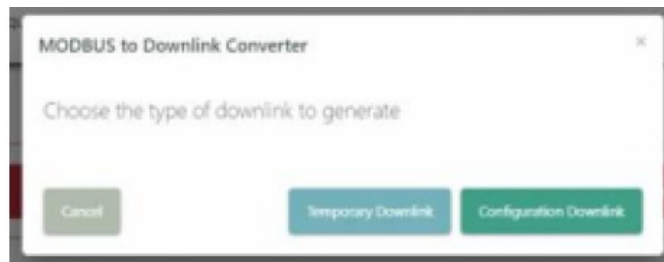 MODBUS to Downlink Converter ×
Choose the type of downlink to generate
Cancel Temporary Downlink Configuration Downlink